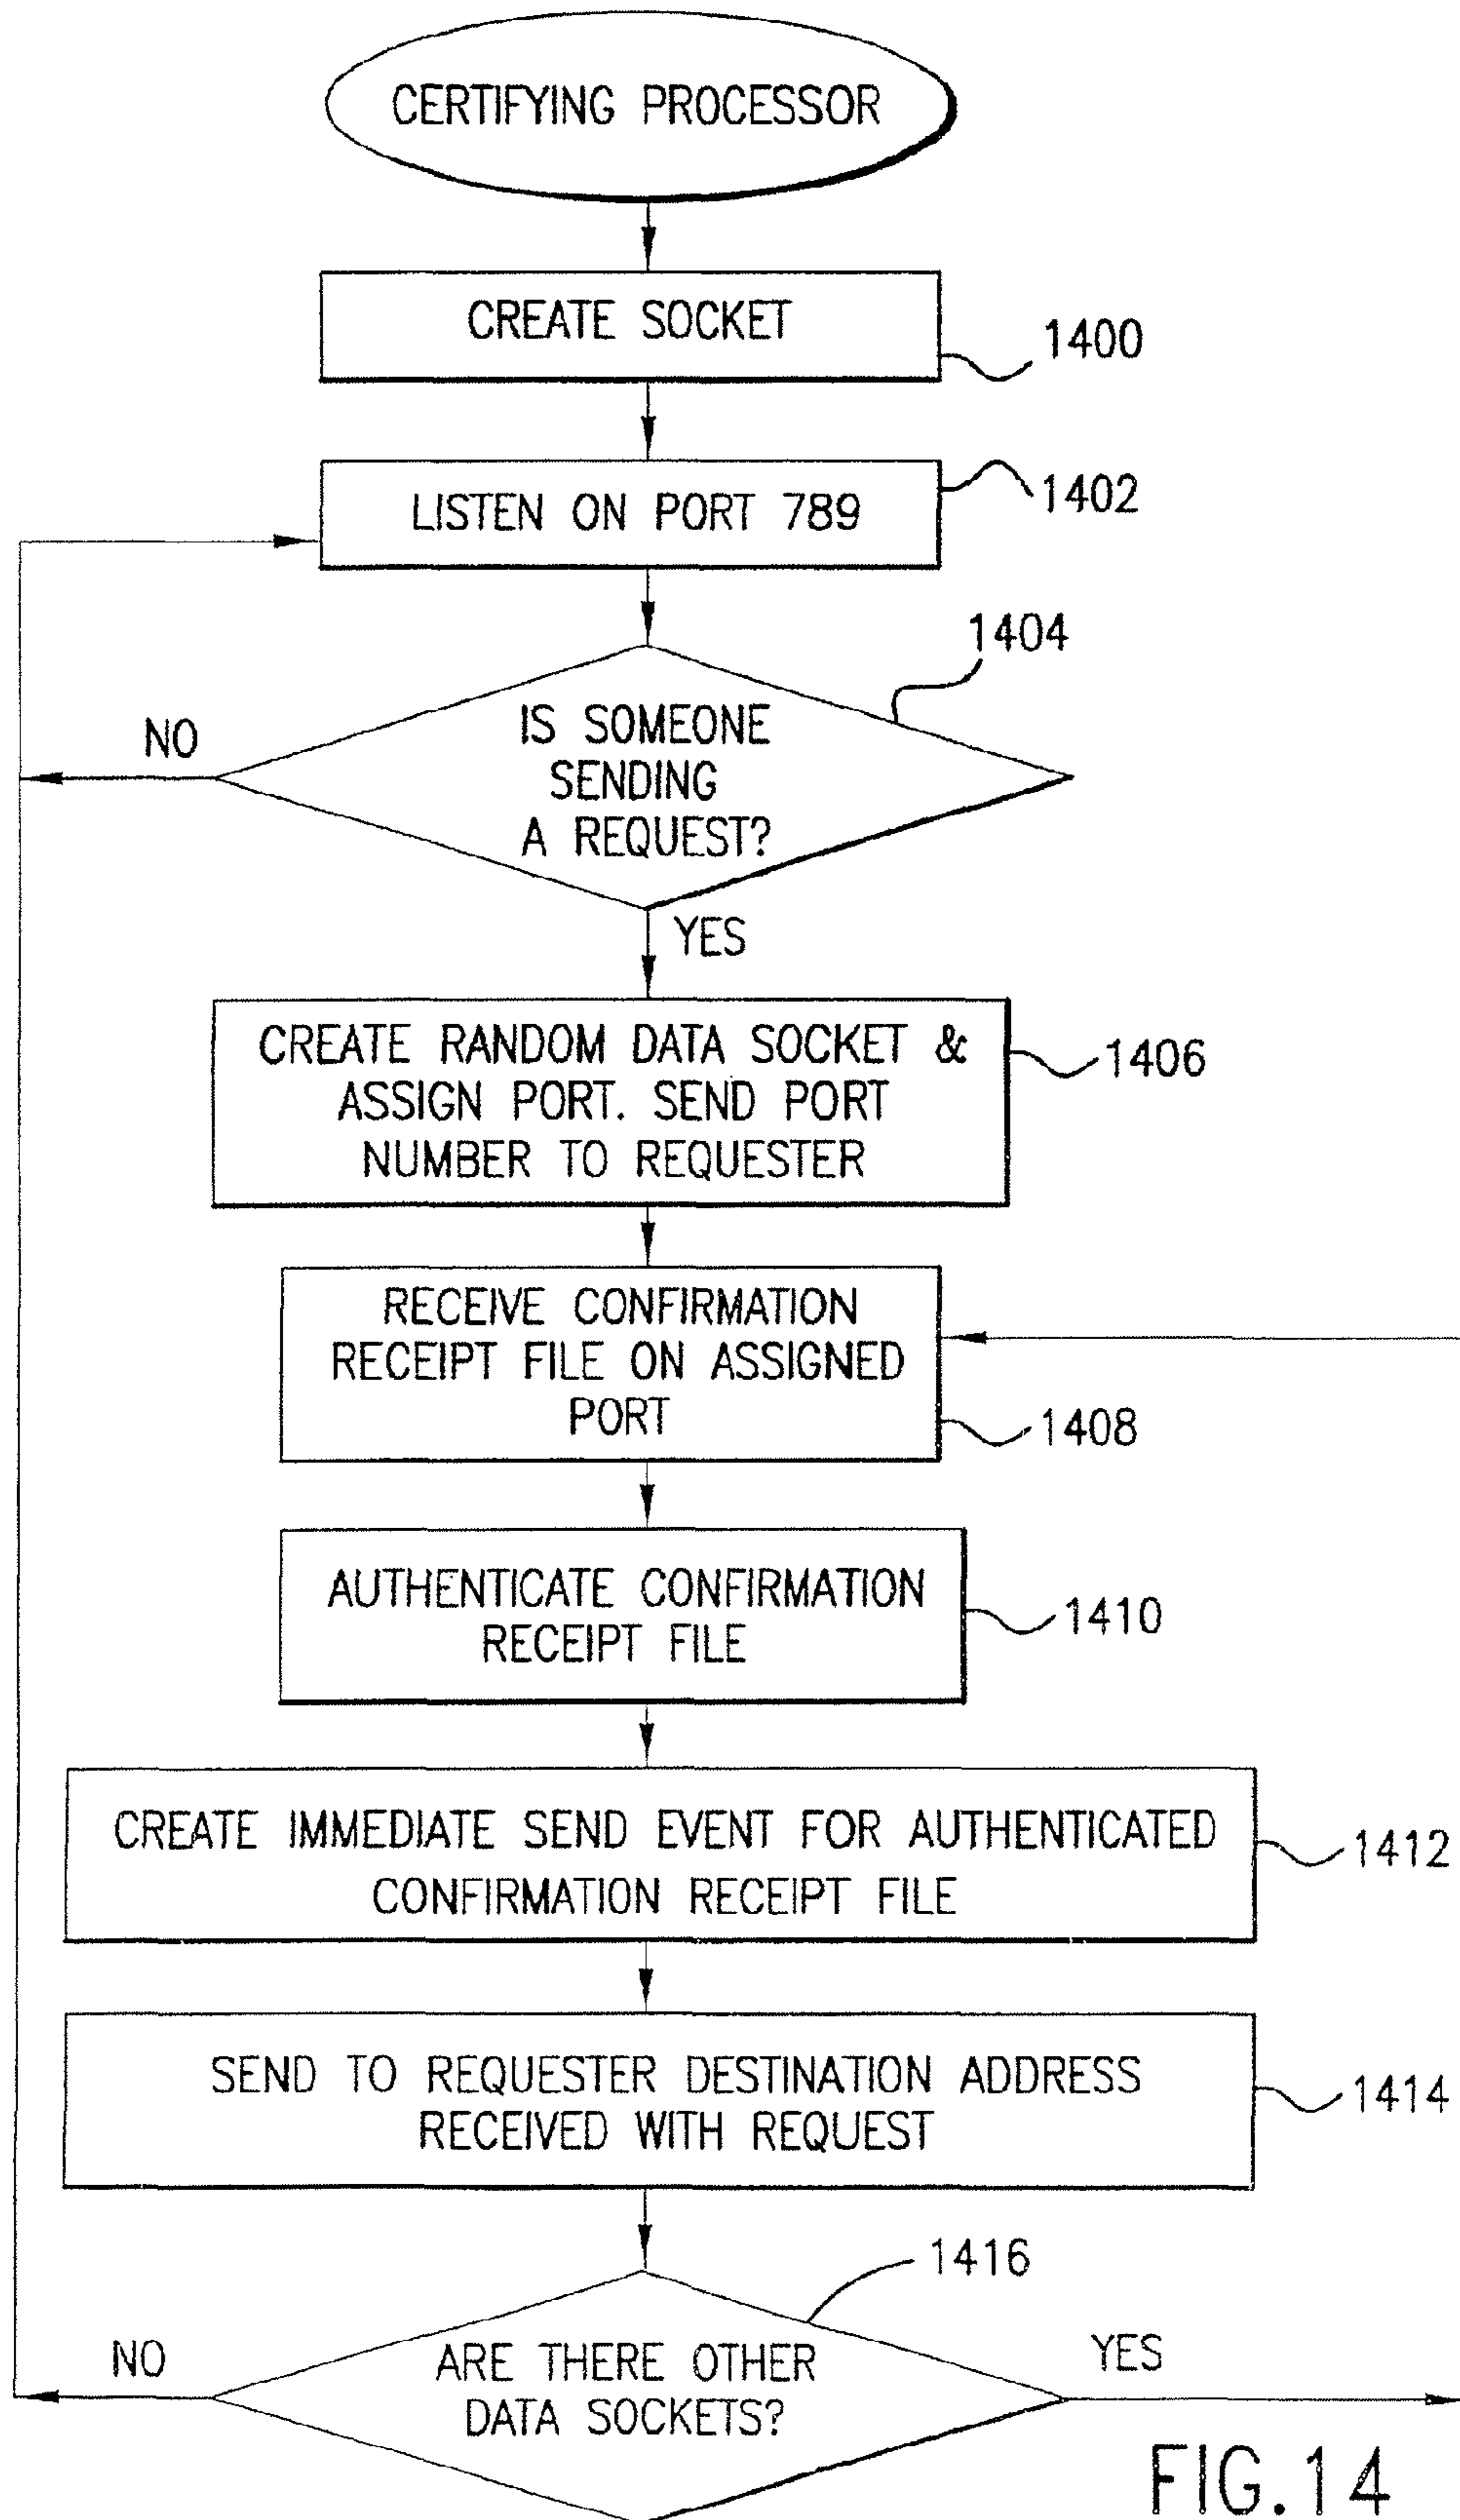 CERTIFYING PROCESSOR
CREATE SOCKET
1400
LISTEN ON PORT 789
1402
1404
IS SOMEONE
SENDING
A REQUEST?
NO
YES
CREATE RANDOM DATA SOCKET &
ASSIGN PORT. SEND PORT
NUMBER TO REQUESTER
1406
RECEIVE CONFIRMATION
RECEIPT FILE ON ASSIGNED
PORT
1408
AUTHENTICATE CONFIRMATION
RECEIPT FILE
1410
CREATE IMMEDIATE SEND EVENT FOR AUTHENTICATED
CONFIRMATION RECEIPT FILE
1412
SEND TO REQUESTER DESTINATION ADDRESS
RECEIVED WITH REQUEST
1414
1416
ARE THERE OTHER
DATA SOCKETS?
NO
YES
FIG.14